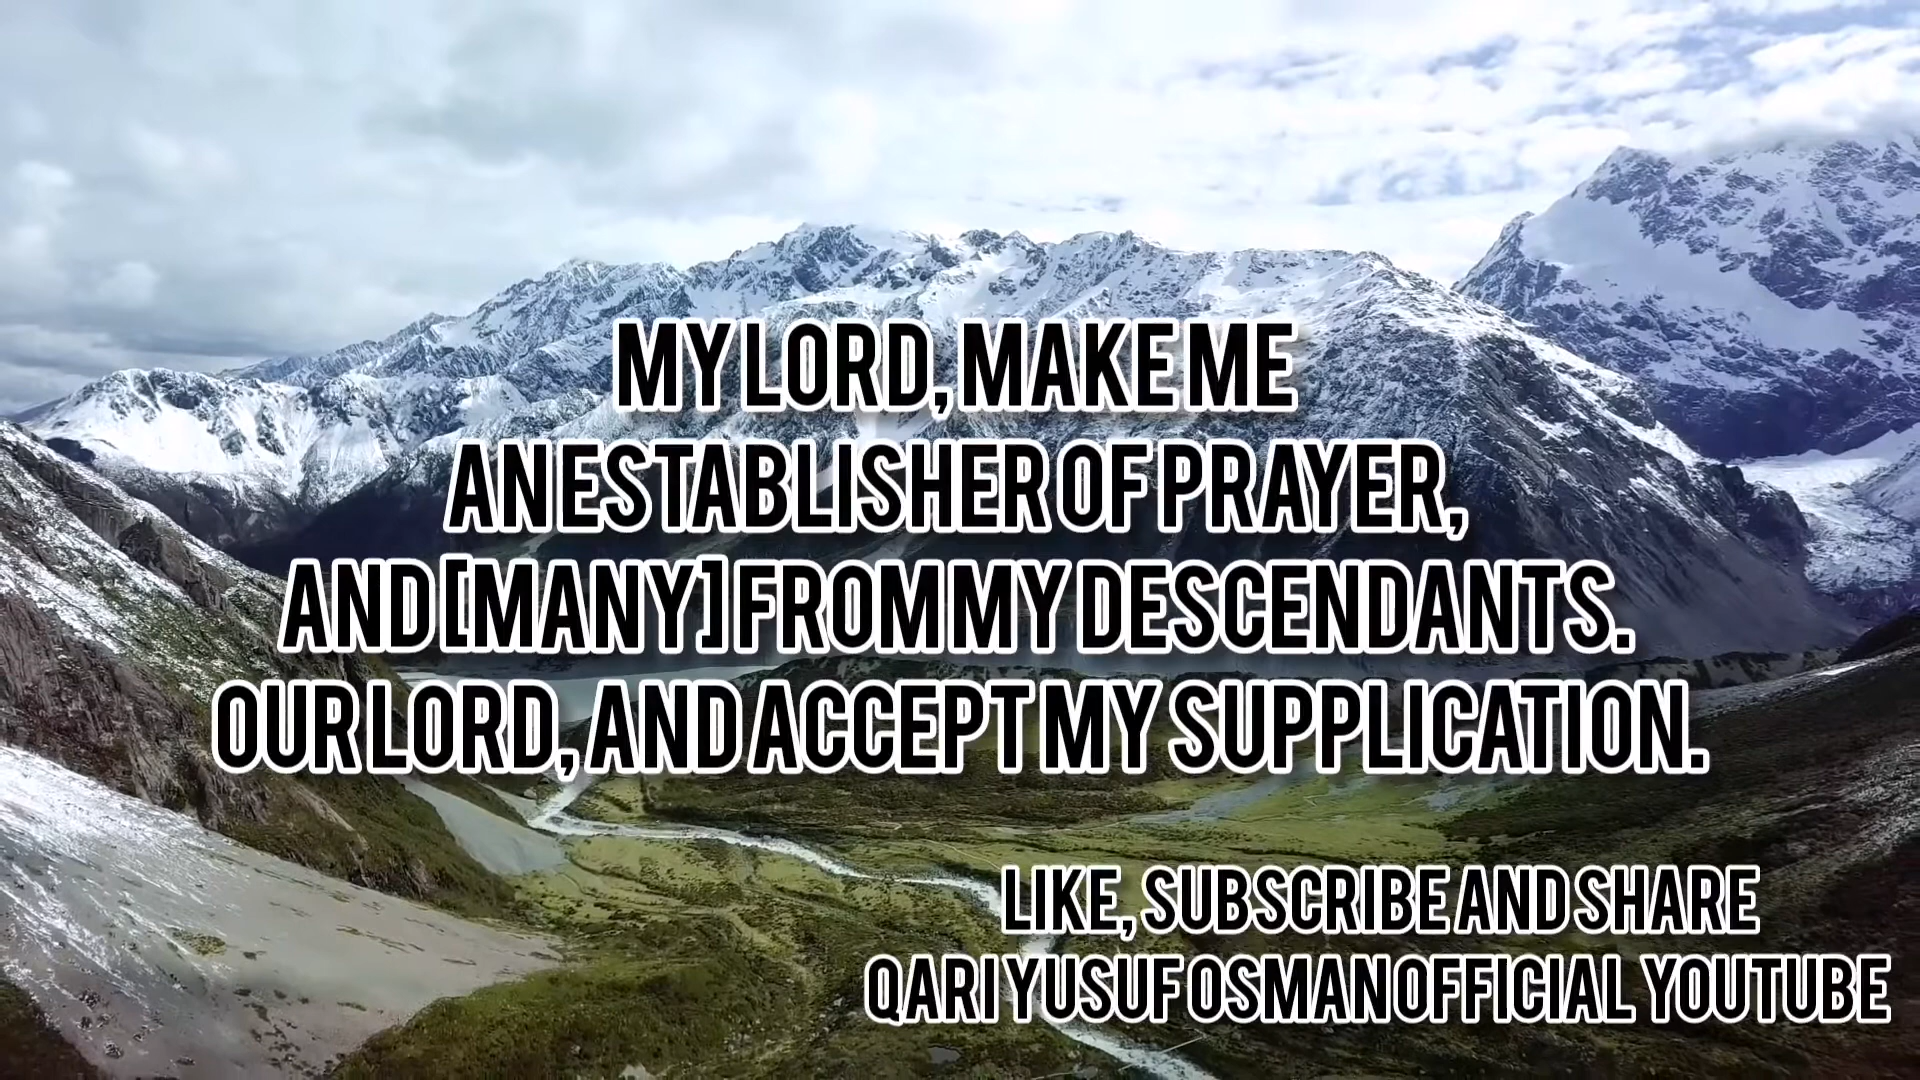 MY LORD, MAKE ME
AN ESTABLISHER OF PRAYER,
AND [MANY] FROM MY DESCENDANTS.
OUR LORD, AND ACCEPT MY SUPPLICATION.
LIKE, SUBSCRIBE AND SHARE
QARI YUSUF OSMAN OFFICIAL YOUTUBE